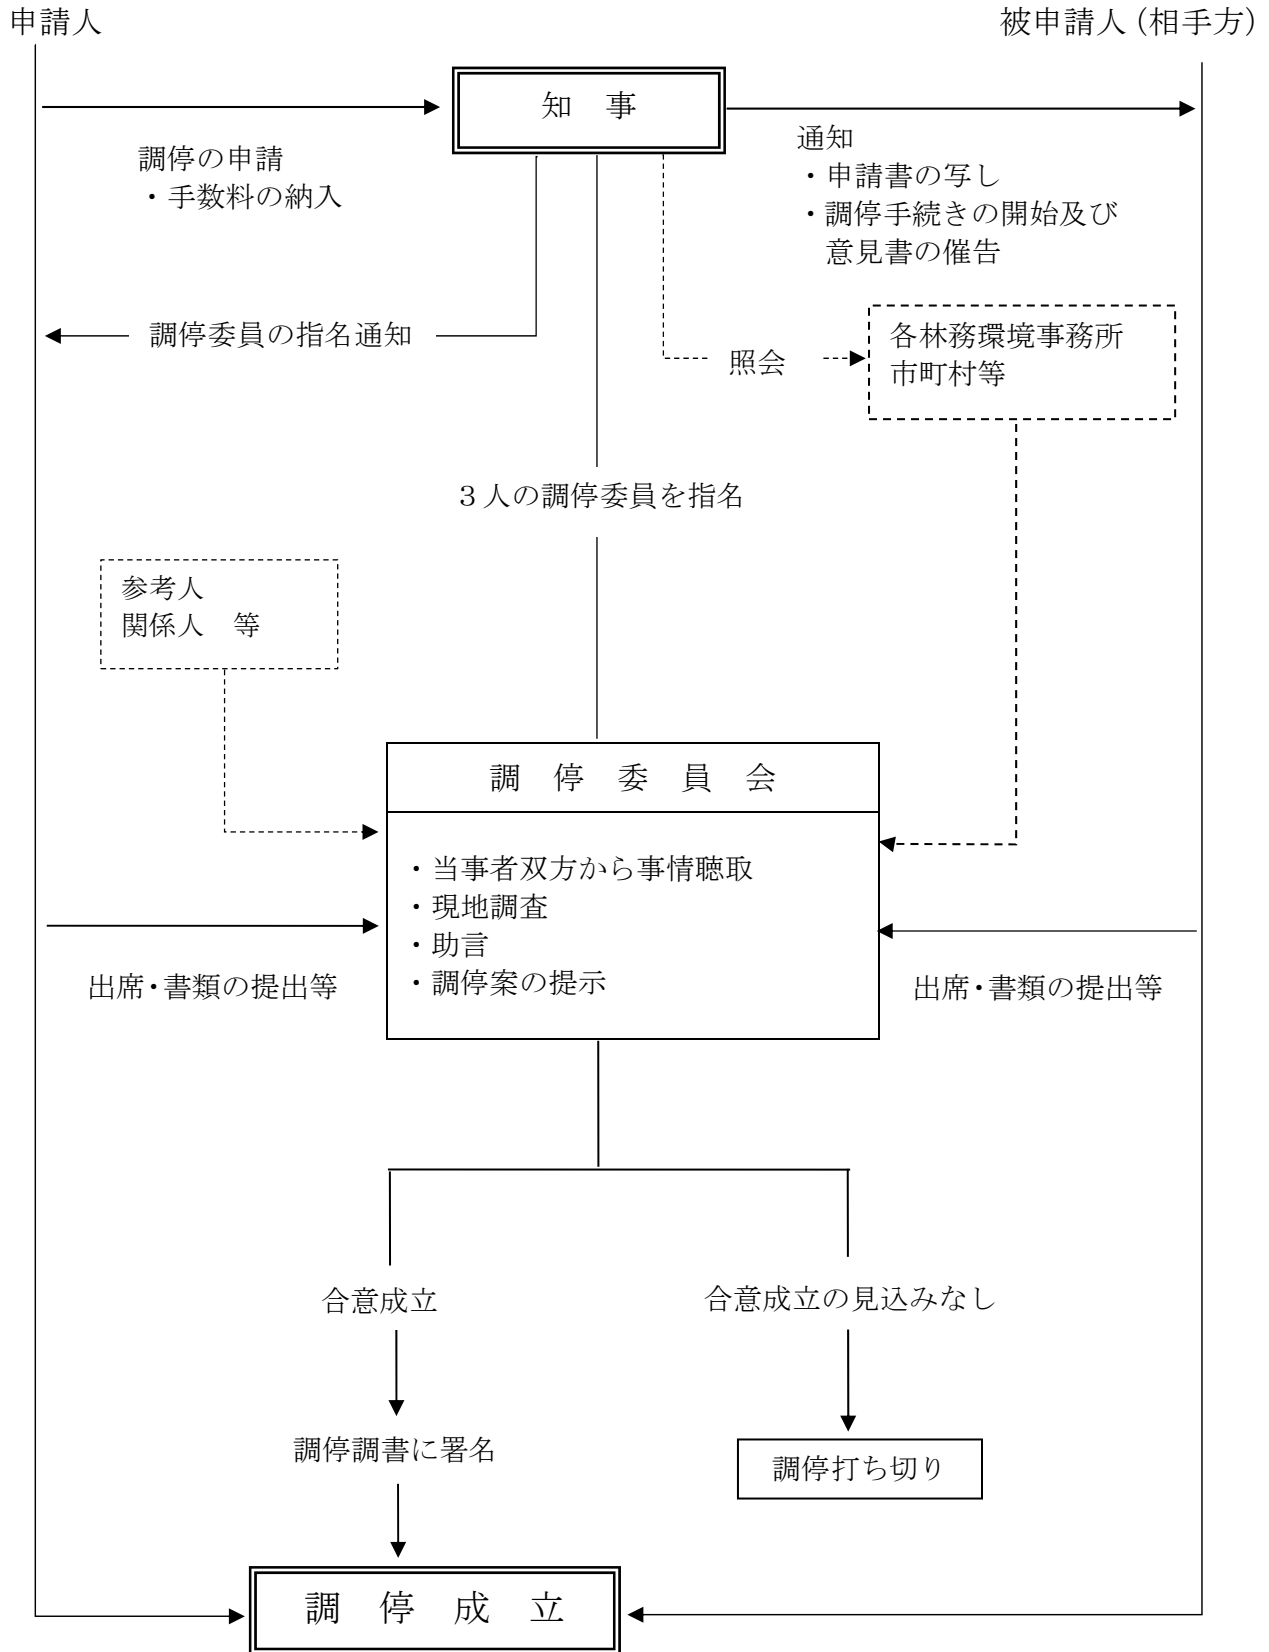 申請人
被申請人(相手方)
知 事
調停の申請
・手数料の納入
通知
・申請書の写し
・調停手続きの開始及び
意見書の催告
調停委員の指名通知
照会
各林務環境事務所
市町村等
3人の調停委員を指名
参考人
関係人 等
調 停 委 員 会
・当事者双方から事情聴取
・現地調査
・助言
・調停案の提示
出席・書類の提出等
出席・書類の提出等
合意成立
合意成立の見込みなし
調停調書に署名
調停打ち切り
調 停 成 立